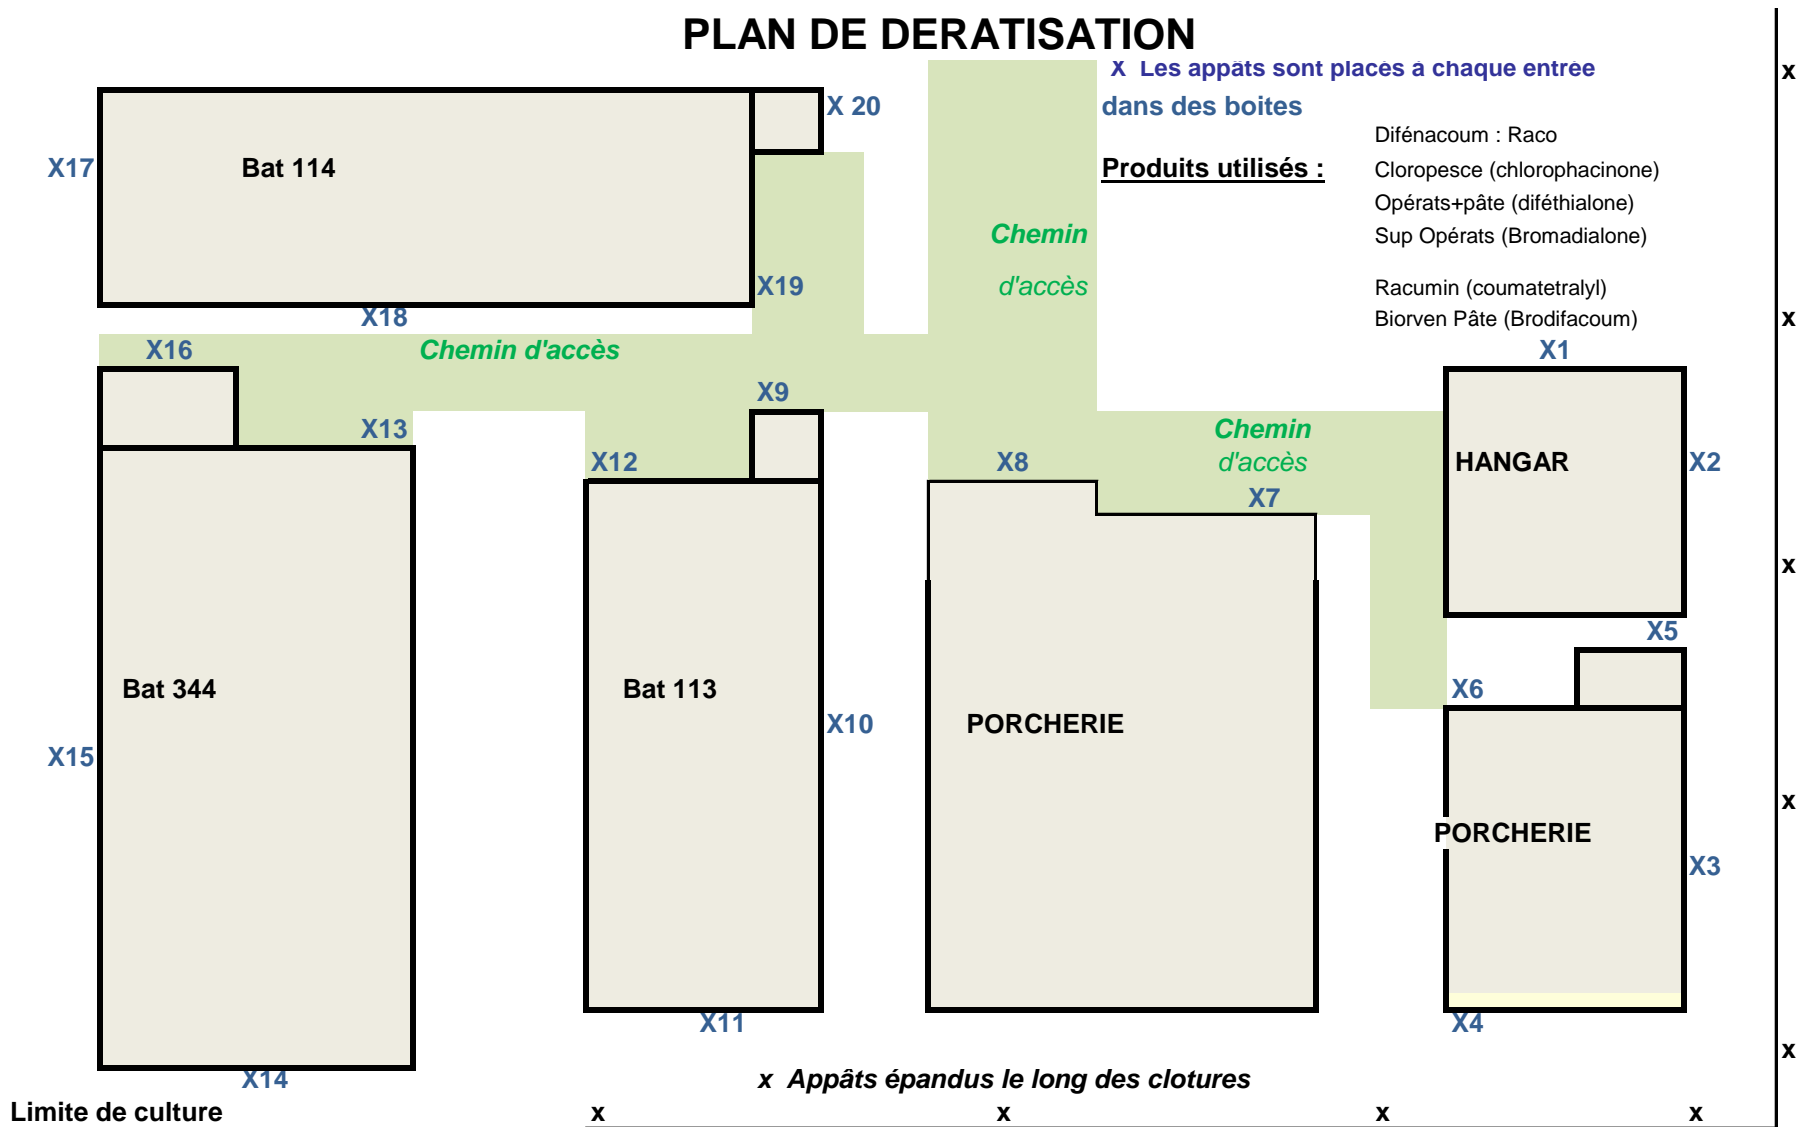 PLAN DE DERATISATION
X Les appâts sont placés à chaque entrée
x
X 20
dans des boites
Difénacoum : Raco
X17
Bat 114
Produits utilisés :
Cloropesce (chlorophacinone)
Opérats+pâte (diféthialone)
Chemin
Sup Opérats (Bromadialone)
X19
d'accès
Racumin (coumatetralyl)
X18
Biorven Pâte (Brodifacoum)
x
X16
Chemin d'accès
X1
X9
X13
Chemin
X12
X8
d'accès
HANGAR
X2
X7
x
X5
Bat 344
Bat 113
X6
X10
PORCHERIE
X15
x
PORCHERIE
X3
X11
X4
x
X14
x Appâts épandus le long des clotures
Limite de culture
x
x
x
x